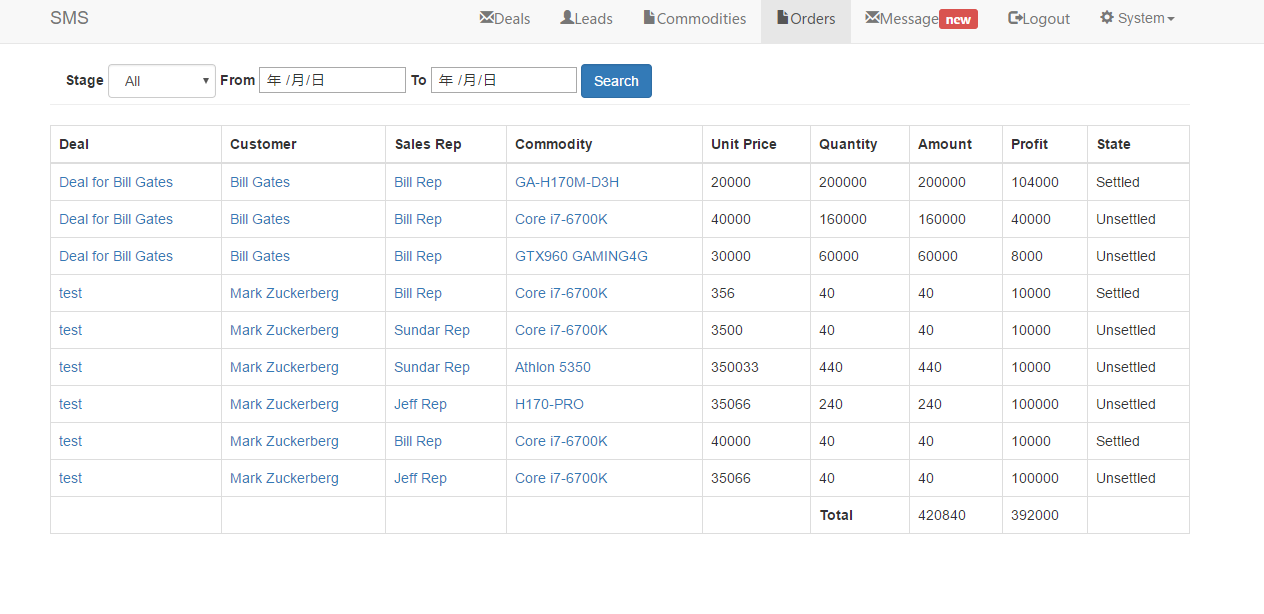 SMS Deals Leads Commodities Orders Message new Logout System
Stage All From 年 /月/日 To 年 /月/日 Search
Deal Customer Sales Rep Commodity Unit Price Quantity Amount Profit State
Deal for Bill Gates Bill Gates Bill Rep GA-H170M-D3H 20000 200000 200000 104000 Settled
Deal for Bill Gates Bill Gates Bill Rep Core i7-6700K 40000 160000 160000 40000 Unsettled
Deal for Bill Gates Bill Gates Bill Rep GTX960 GAMING4G 30000 60000 60000 8000 Unsettled
test Mark Zuckerberg Bill Rep Core i7-6700K 356 40 40 10000 Settled
test Mark Zuckerberg Sundar Rep Core i7-6700K 3500 40 40 10000 Unsettled
test Mark Zuckerberg Sundar Rep Athlon 5350 350033 440 440 10000 Unsettled
test Mark Zuckerberg Jeff Rep H170-PRO 35066 240 240 100000 Unsettled
test Mark Zuckerberg Bill Rep Core i7-6700K 40000 40 40 10000 Settled
test Mark Zuckerberg Jeff Rep Core i7-6700K 35066 40 40 100000 Unsettled
Total 420840 392000